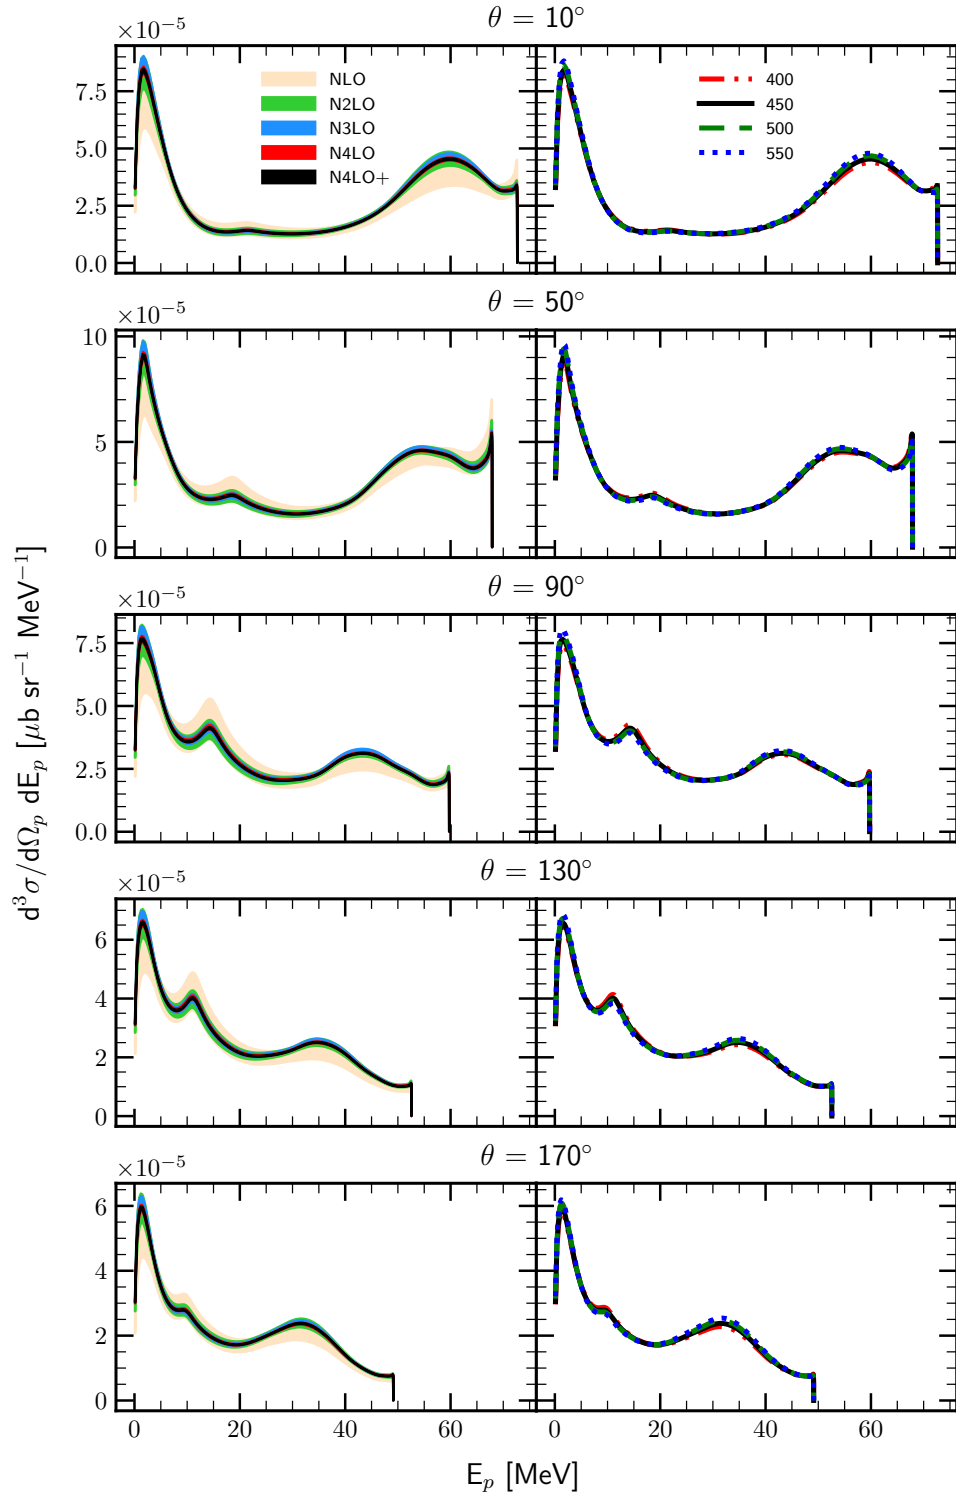 θ = 10°
×10⁻⁵
7.5
5.0
2.5
0.0
NLO
N2LO
N3LO
N4LO
N4LO+
400
450
500
550
θ = 50°
×10⁻⁵
10
5
0
θ = 90°
×10⁻⁵
7.5
5.0
2.5
0.0
θ = 130°
×10⁻⁵
6
4
2
0
θ = 170°
×10⁻⁵
6
4
2
0
0 20 40 60 0 20 40 60
E_p [MeV]
d³σ/dΩ_p dE_p [μb sr⁻¹ MeV⁻¹]